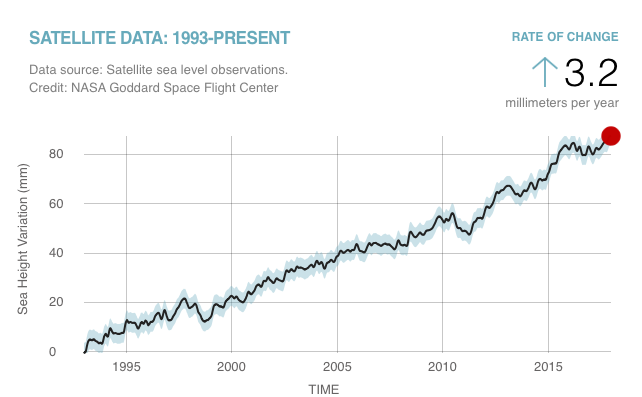 SATELLITE DATA: 1993-PRESENT
Data source: Satellite sea level observations.
Credit: NASA Goddard Space Flight Center
RATE OF CHANGE
↑ 3.2
millimeters per year
Sea Height Variation (mm)
80
60
40
20
0
1995 2000 2005 2010 2015
TIME